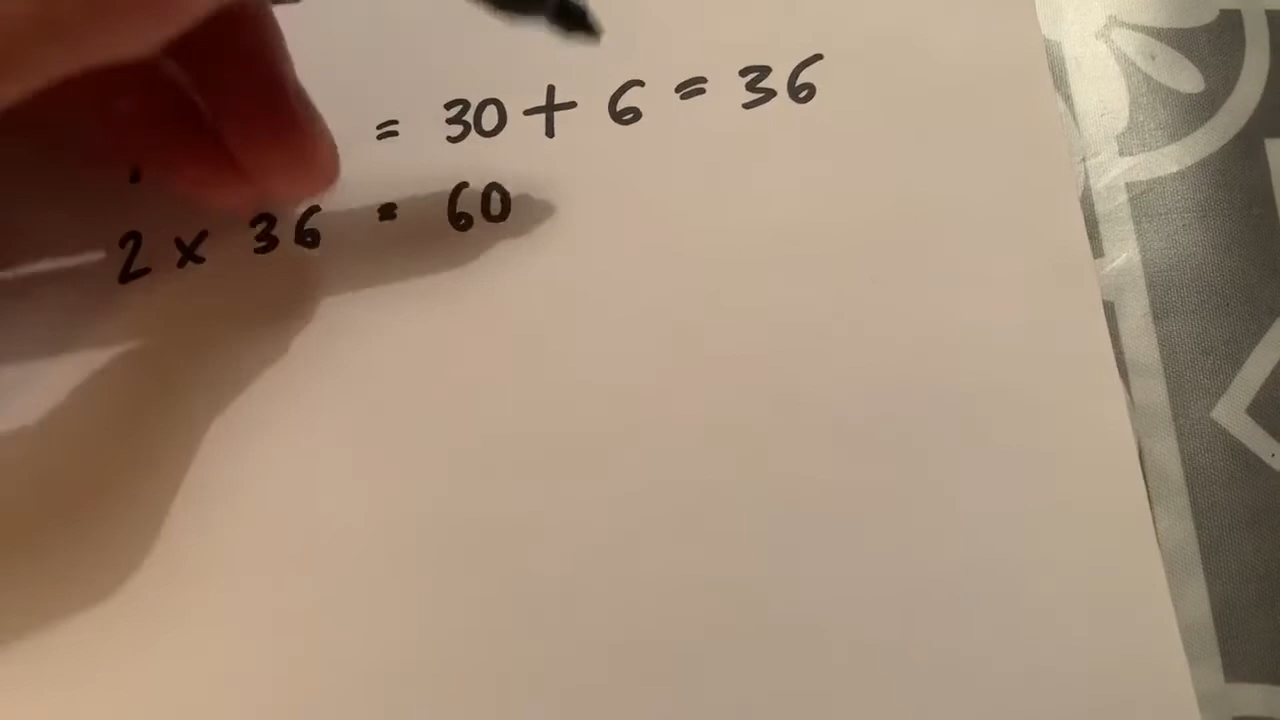 = 30 + 6 = 36
2 x 36 = 60